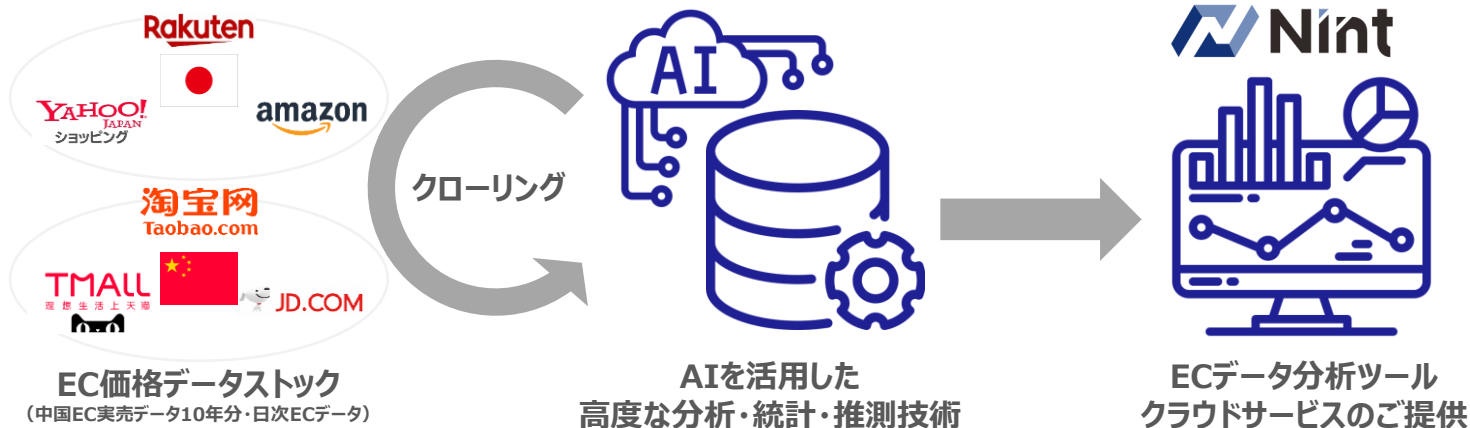 Rakuten
YAHOO!
JAPAN
ショッピング
amazon
淘宝网
Taobao.com
TMALL
理想生活上天猫
JD.COM
EC価格データストック
（中国EC実売データ10年分・日次ECデータ）
クローリング
AI
AIを活用した
高度な分析・統計・推測技術
Nint
ECデータ分析ツール
クラウドサービスのご提供